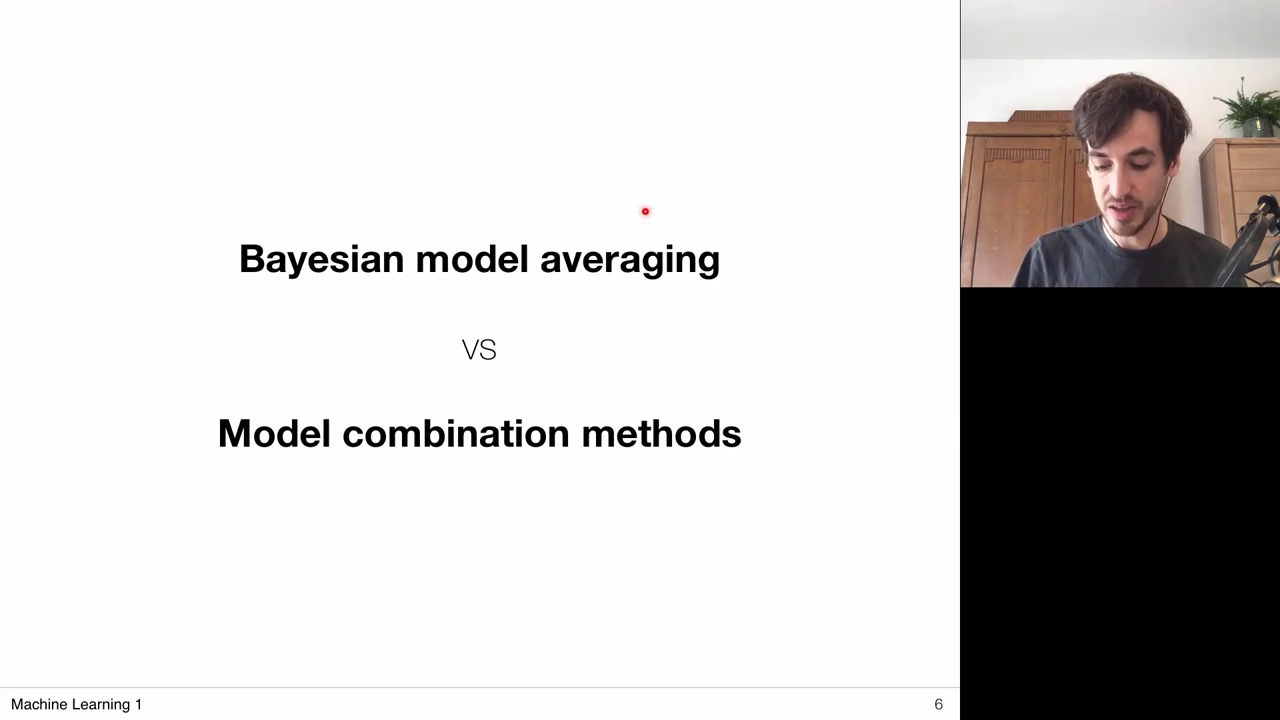 Bayesian model averaging
VS
Model combination methods
Machine Learning 1
6